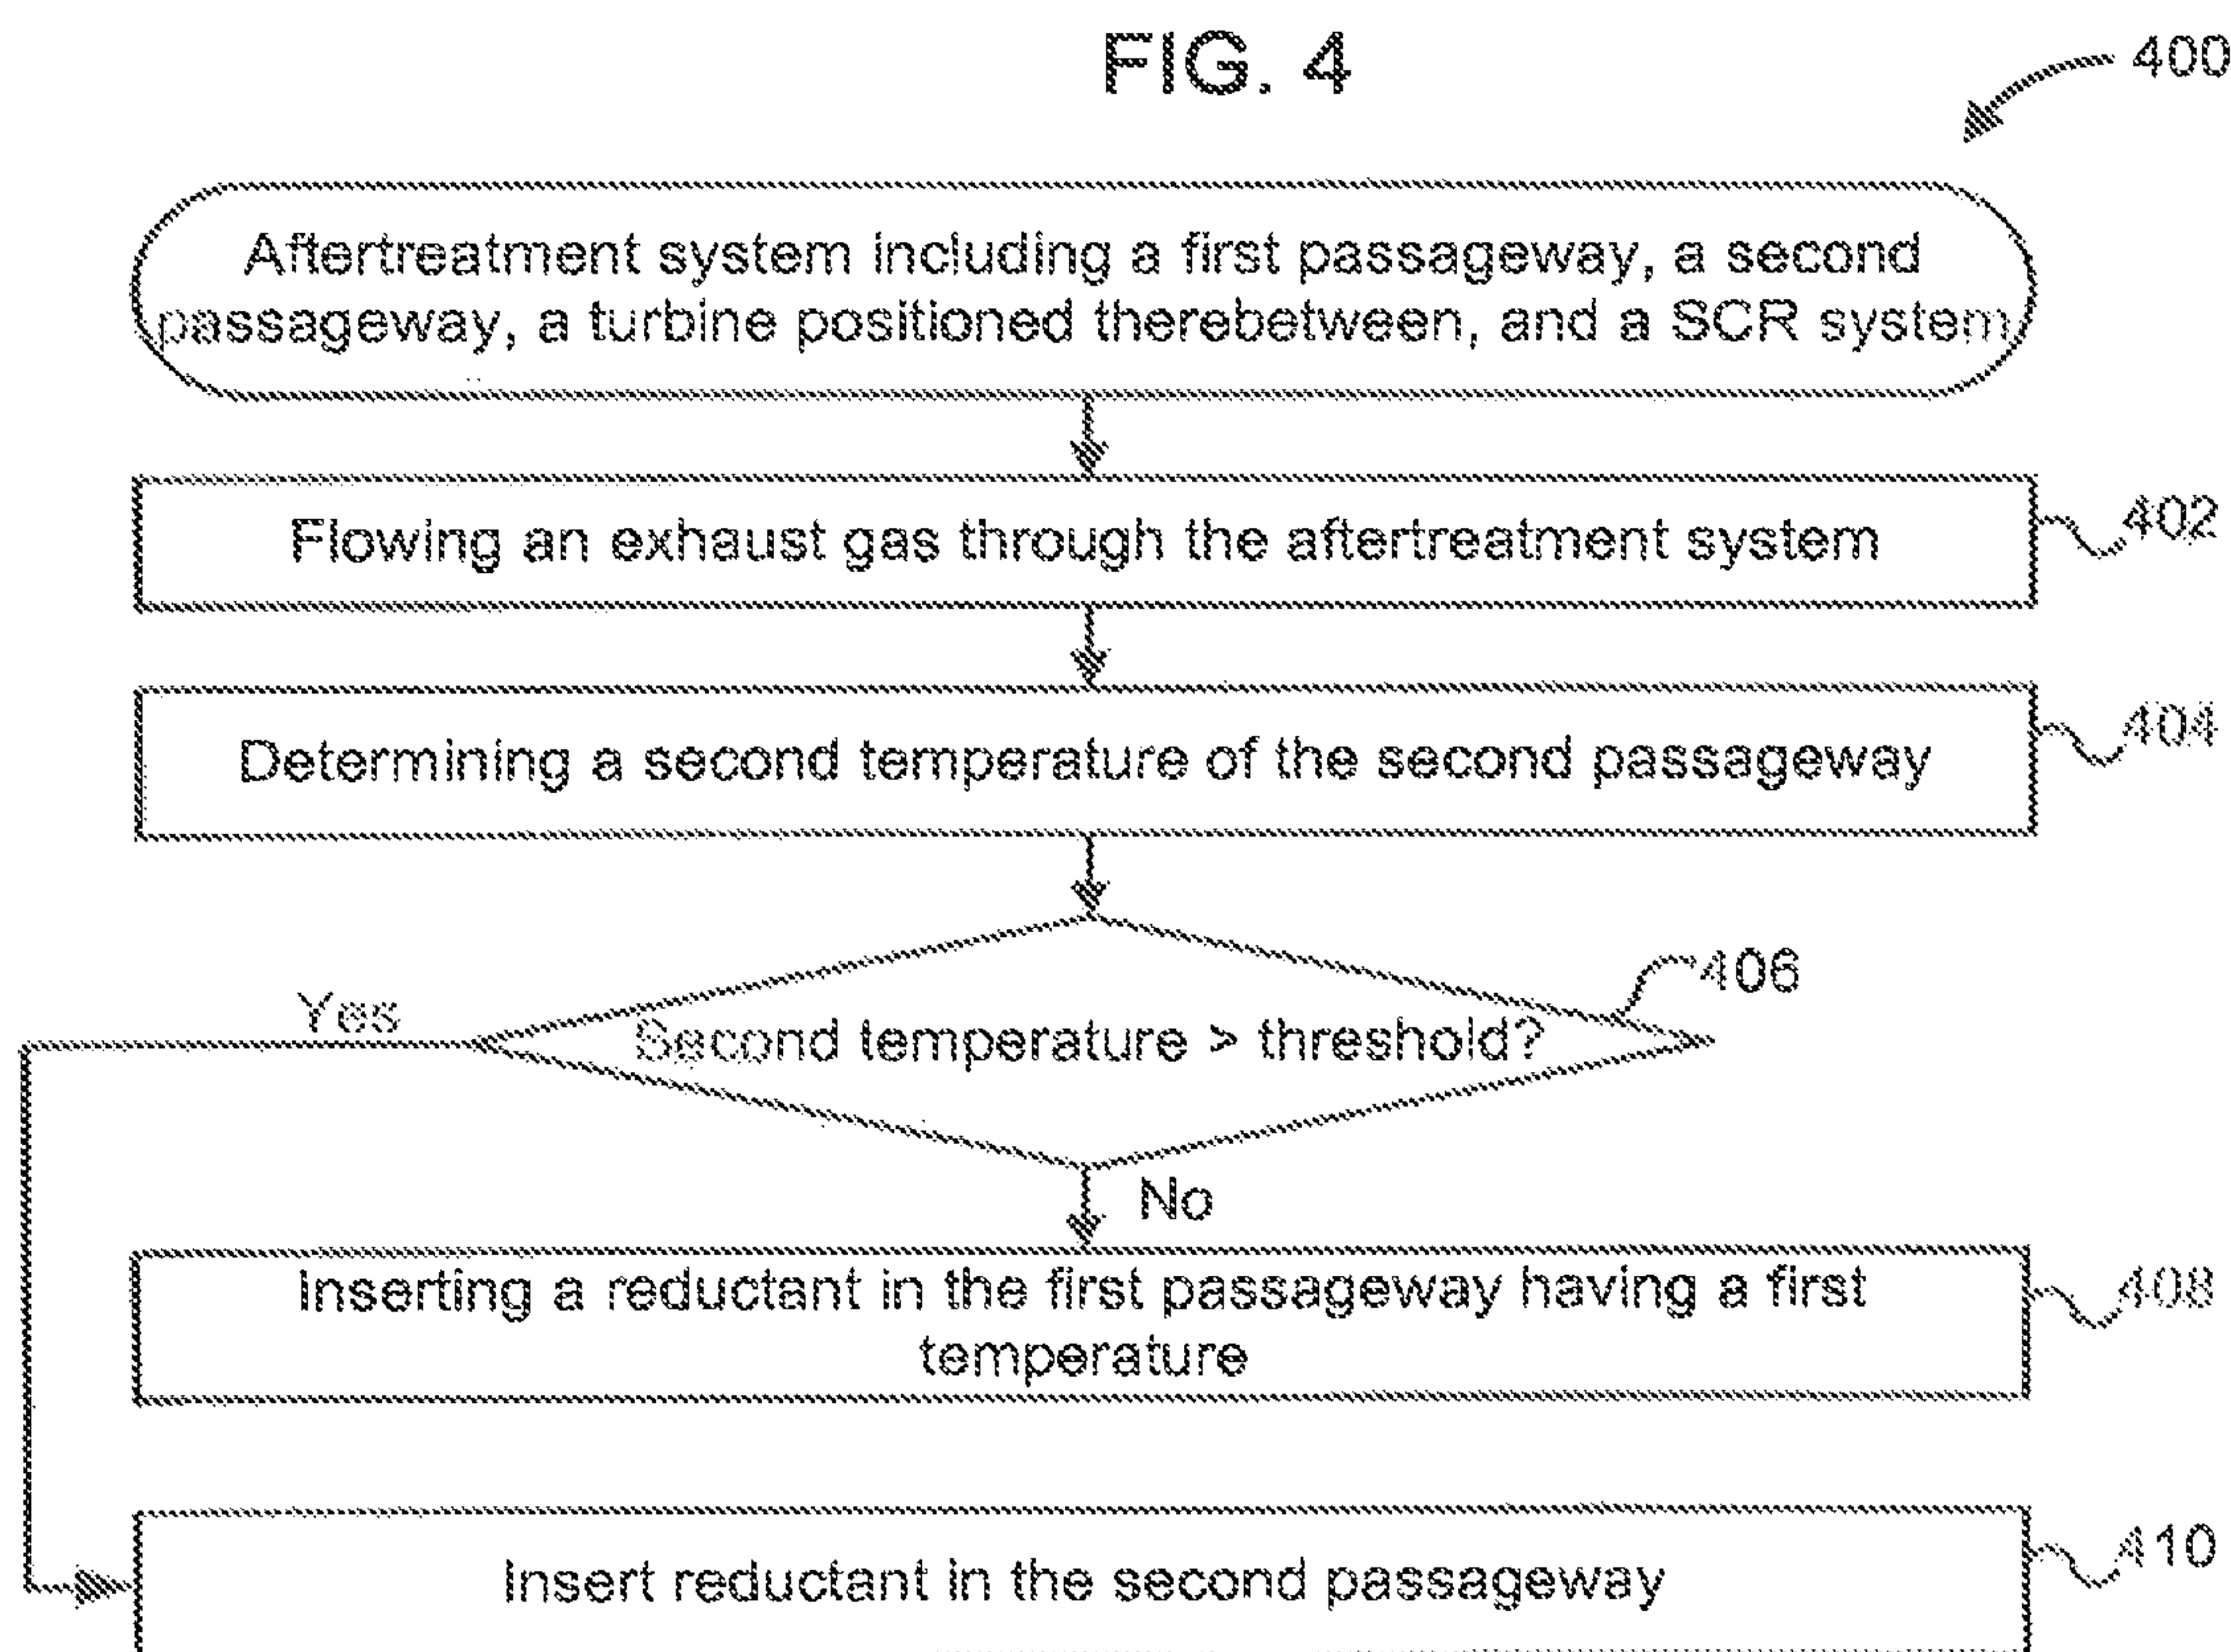 FIG. 4
400
Aftertreatment system including a first passageway, a second
passageway, a turbine positioned therebetween, and a SCR system
Flowing an exhaust gas through the aftertreatment system
402
Determining a second temperature of the second passageway
404
406
Yes
Second temperature > threshold?
No
Inserting a reductant in the first passageway having a first
temperature
408
Insert reductant in the second passageway
410